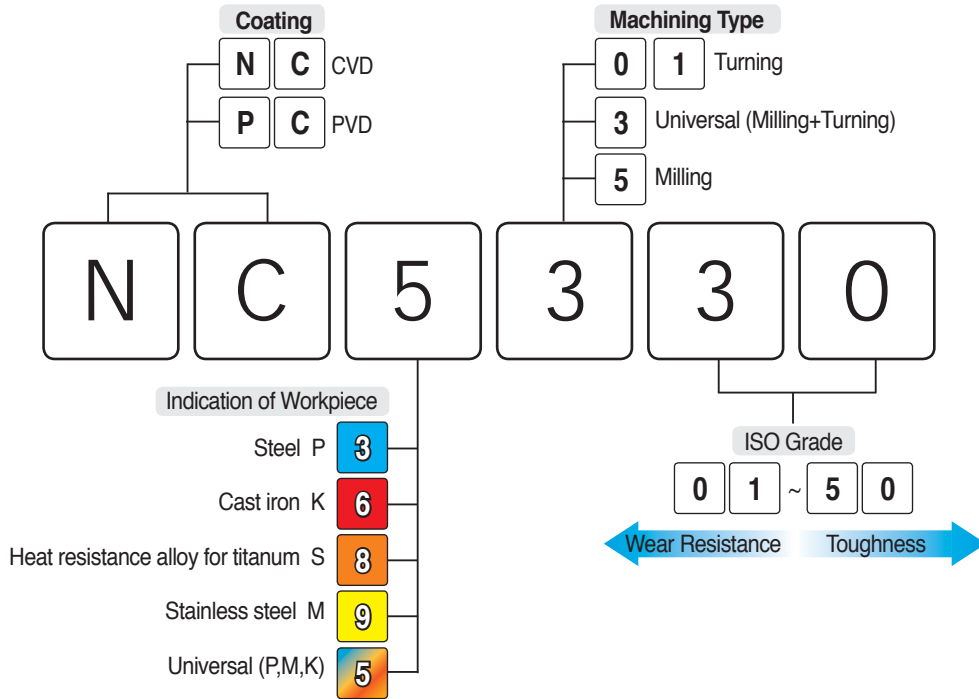 Coating
N C CVD
P C PVD
Machining Type
0 1 Turning
3 Universal (Milling+Turning)
5 Milling
N C 5 3 3 0
Indication of Workpiece
Steel P 3
Cast iron K 6
Heat resistance alloy for titanum S 8
Stainless steel M 9
Universal (P,M,K) 5
ISO Grade
0 1 ~ 5 0
Wear Resistance Toughness